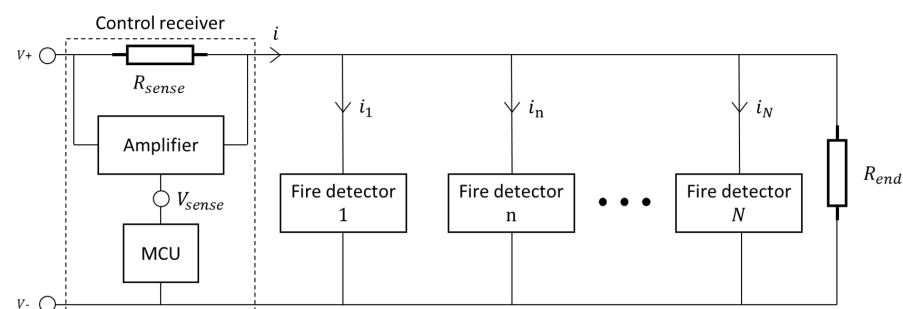 Control receiver
V+
i
R_sense
i_1
i_n
i_N
Amplifier
V_sense
MCU
Fire detector
1
Fire detector
n
• • •
Fire detector
N
R_end
V-